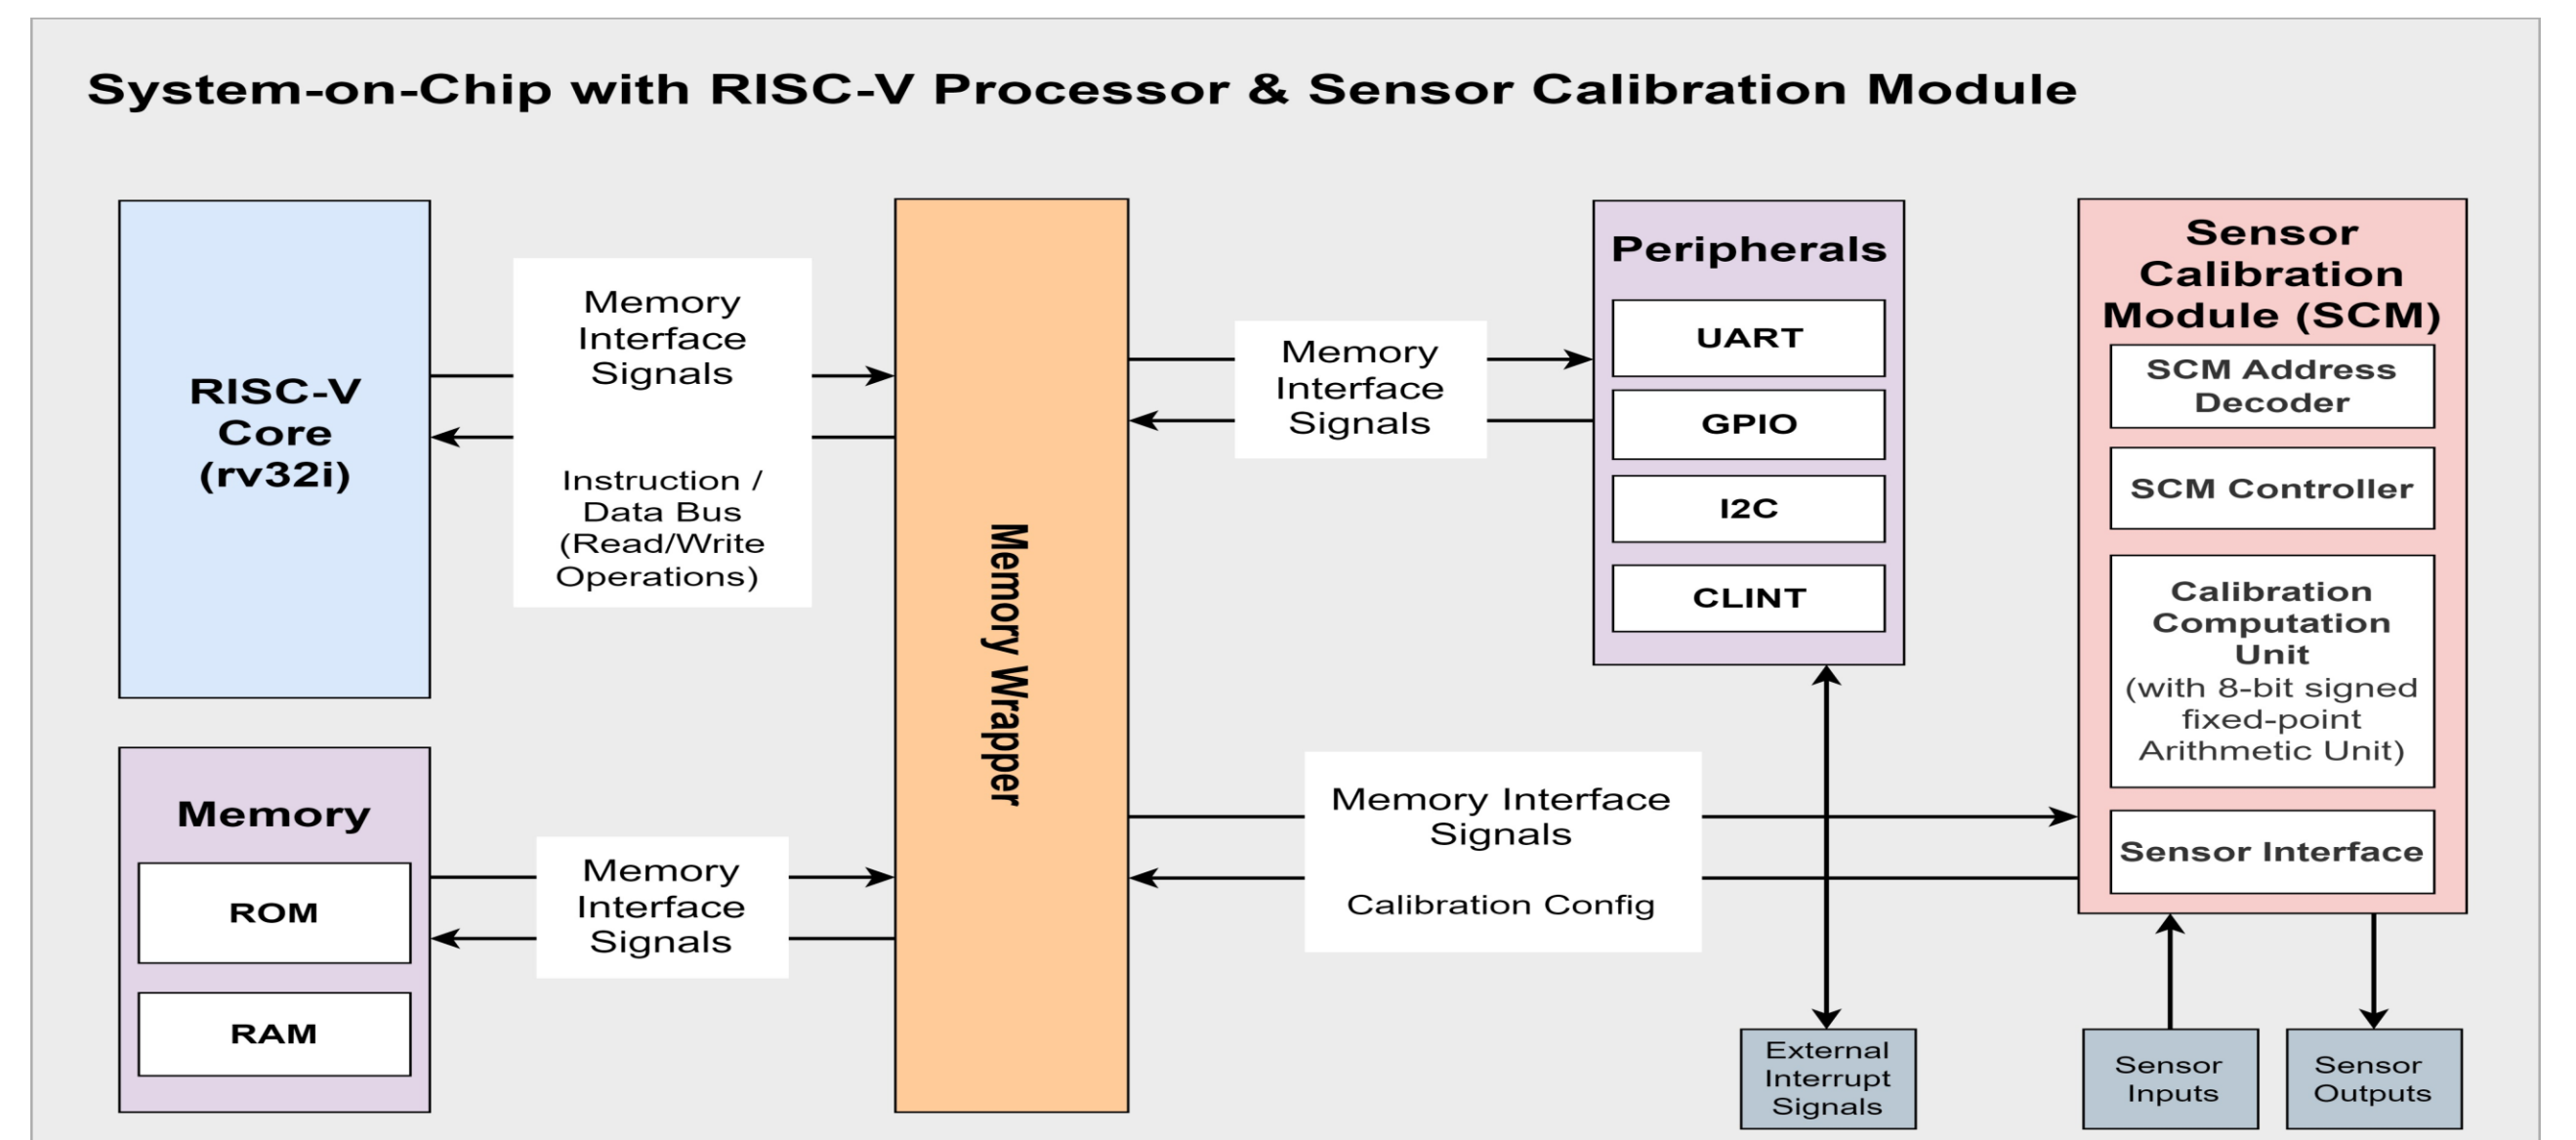 System-on-Chip with RISC-V Processor & Sensor Calibration Module
RISC-V
Core
(rv32i)
Memory
Interface
Signals
Instruction /
Data Bus
(Read/Write
Operations)
Memory
ROM
RAM
Memory
Interface
Signals
Memory Wrapper
Memory
Interface
Signals
Peripherals
UART
GPIO
I2C
CLINT
Memory Interface
Signals
Calibration Config
Sensor
Calibration
Module (SCM)
SCM Address
Decoder
SCM Controller
Calibration
Computation
Unit
(with 8-bit signed
fixed-point
Arithmetic Unit)
Sensor Interface
External
Interrupt
Signals
Sensor
Inputs
Sensor
Outputs